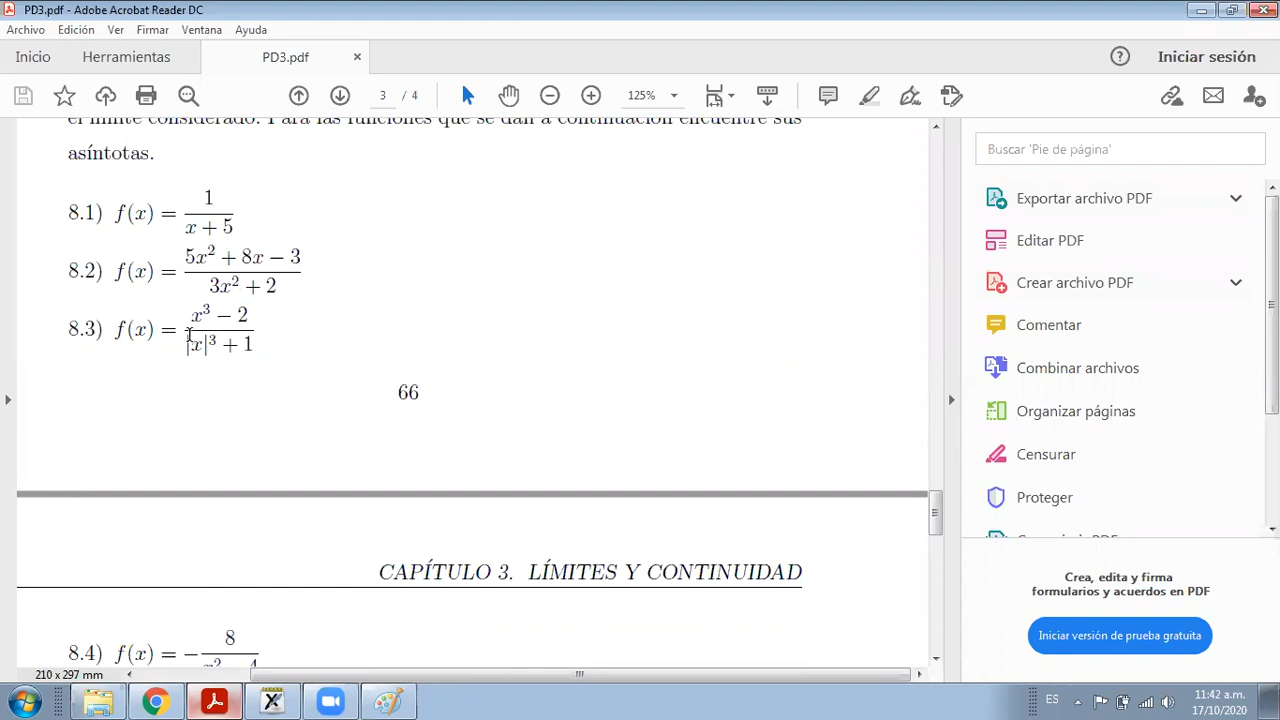 PD3.pdf - Adobe Acrobat Reader DC
Archivo Edición Ver Firmar Ventana Ayuda
Inicio Herramientas PD3.pdf × ? Iniciar sesión
3 / 4 125%
el límite considerado. Para las funciones que se dan a continuación encuentre sus
asíntotas.
8.1) f(x) = 1 / (x + 5)
8.2) f(x) = (5x² + 8x − 3) / (3x² + 2)
8.3) f(x) = (x³ − 2) / (|x|³ + 1)
66
CAPÍTULO 3. LÍMITES Y CONTINUIDAD
8.4) f(x) = − 8 / (x² − 4
210 x 297 mm
Buscar 'Pie de página'
Exportar archivo PDF
Editar PDF
Crear archivo PDF
Comentar
Combinar archivos
Organizar páginas
Censurar
Proteger
Crea, edita y firma
formularios y acuerdos en PDF
Iniciar versión de prueba gratuita
ES 11:42 a.m.
17/10/2020